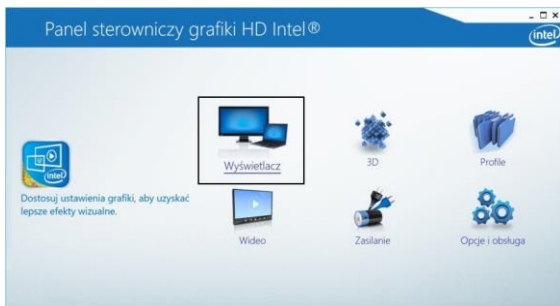 Panel sterowniczy grafiki HD Intel®
intel
Wyświetlacz
3D
Profile
intel
Dostosuj ustawienia grafiki, aby uzyskać
lepsze efekty wizualne.
Wideo
Zasilanie
Opcje i obsługa